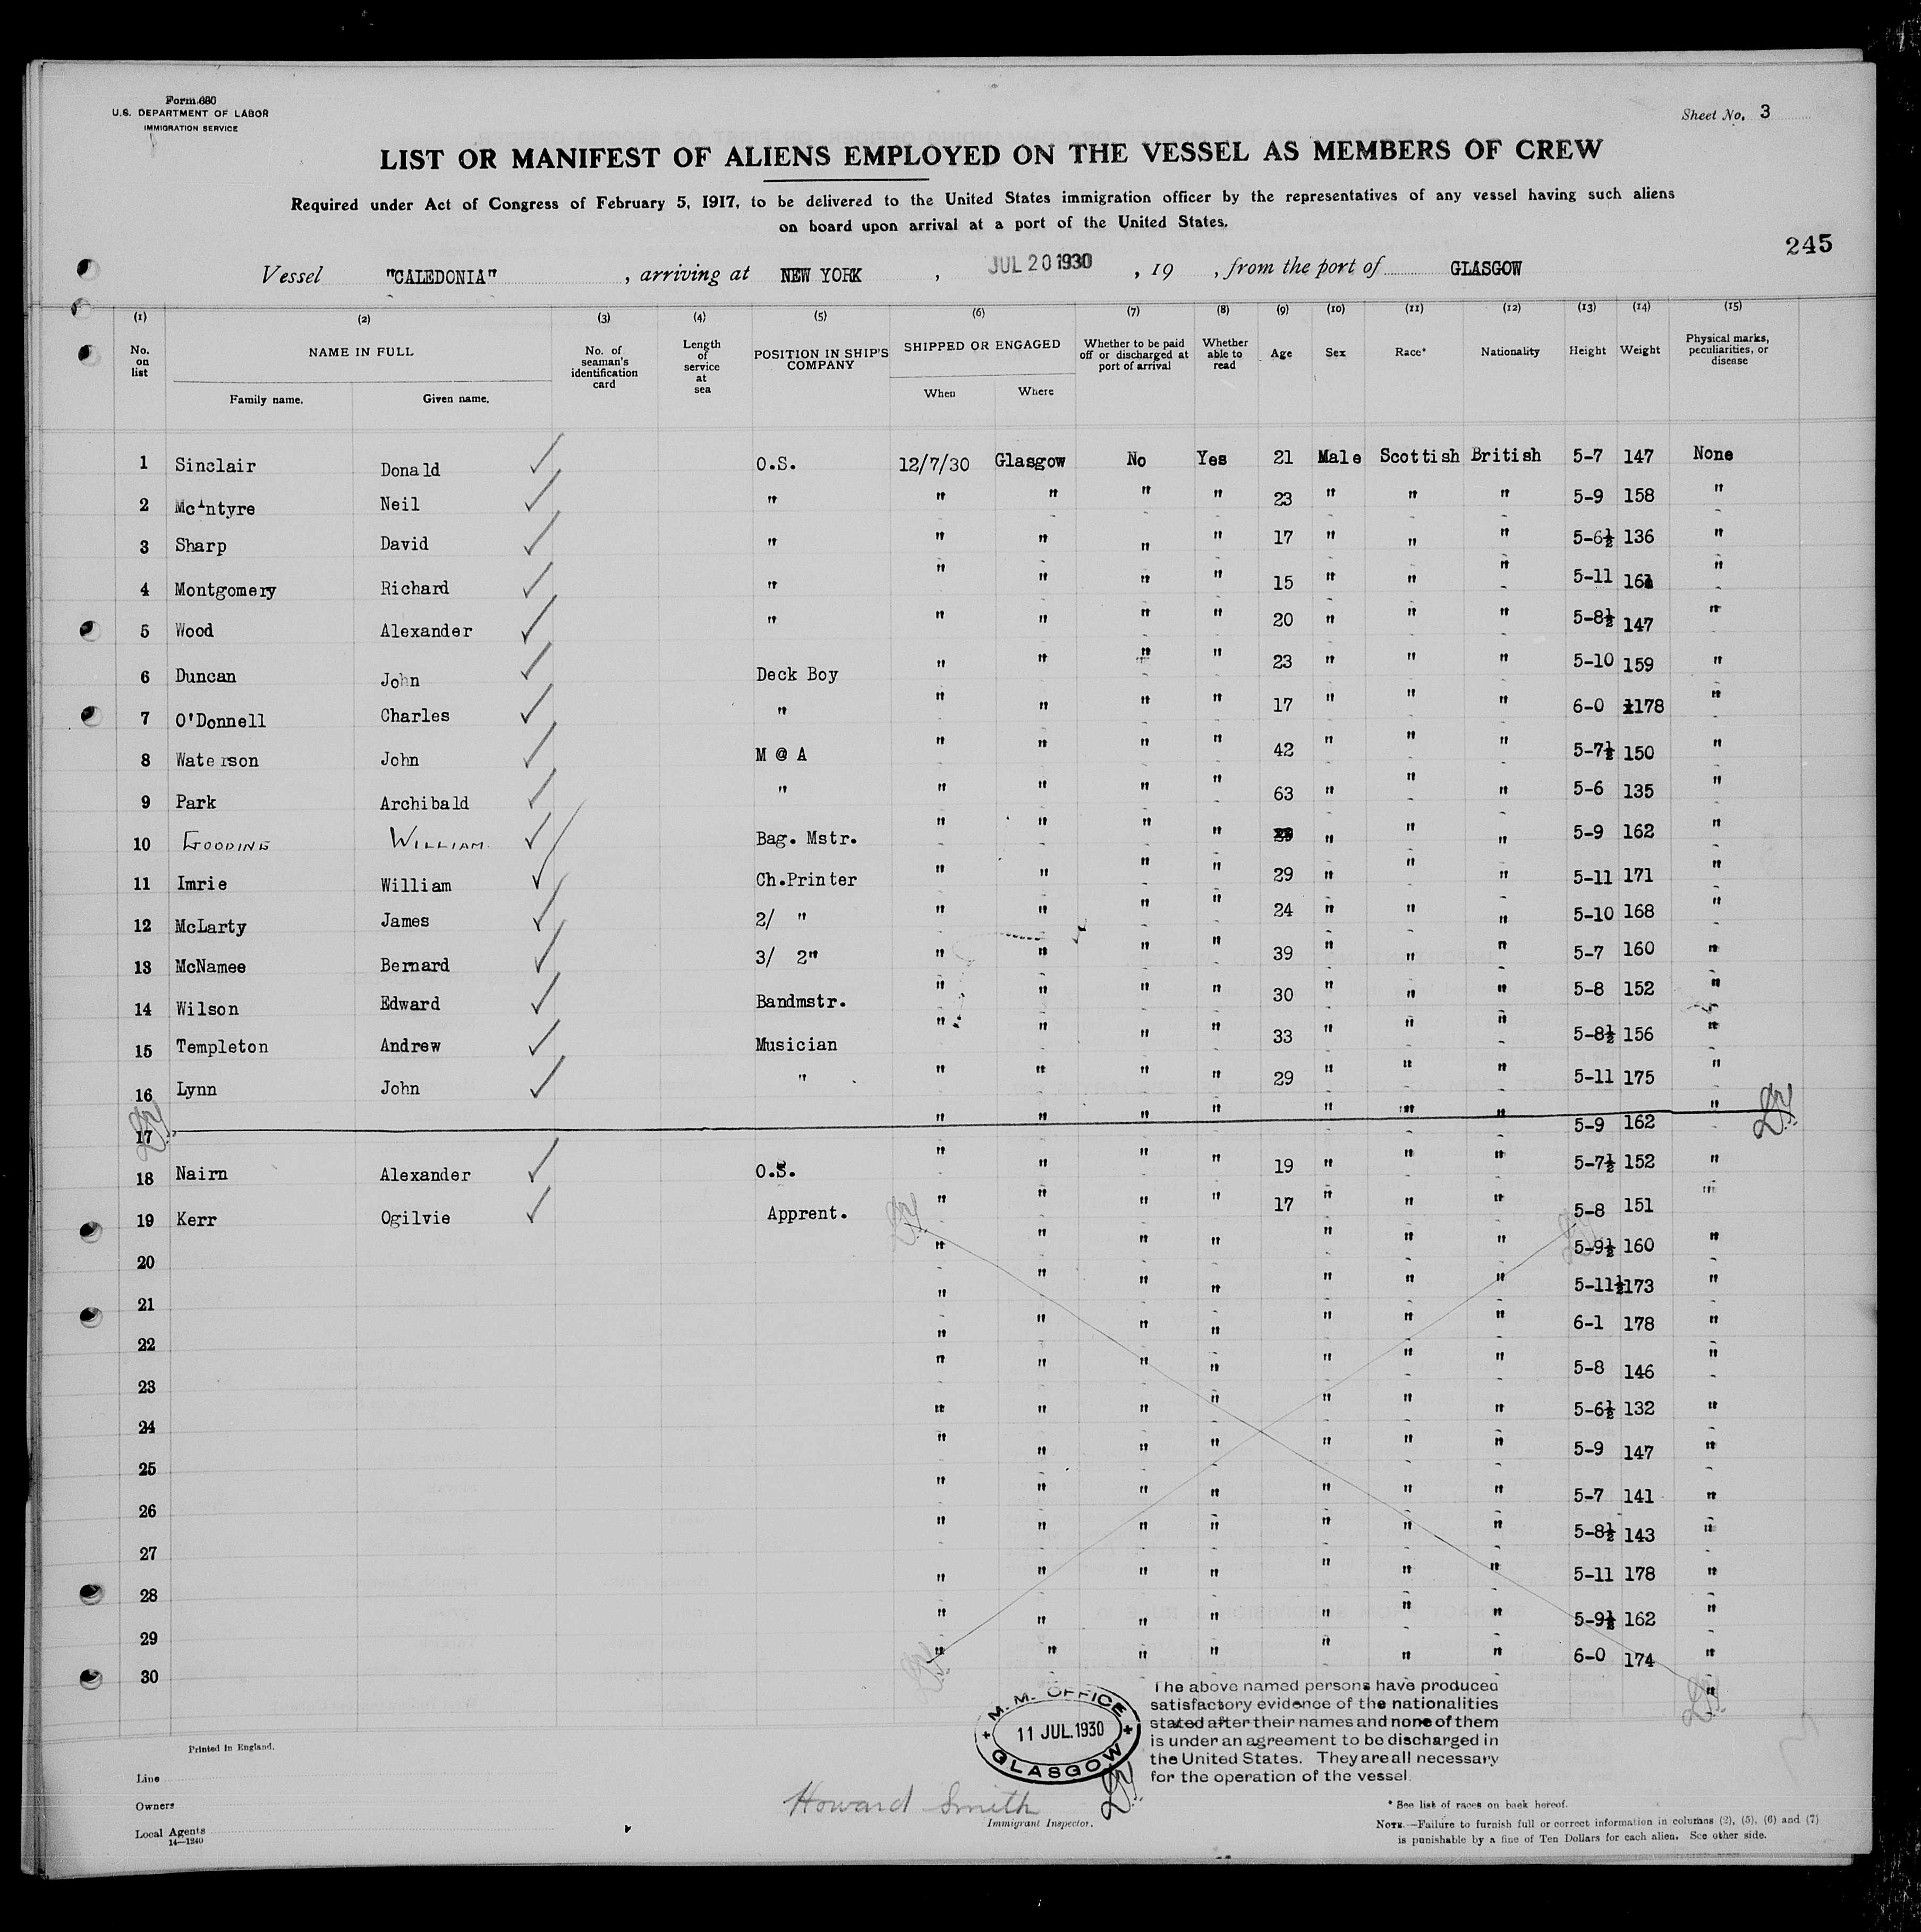 Form 680
U.S. DEPARTMENT OF LABOR
IMMIGRATION SERVICE
Sheet No. 3
LIST OR MANIFEST OF ALIENS EMPLOYED ON THE VESSEL AS MEMBERS OF CREW
Required under Act of Congress of February 5, 1917, to be delivered to the United States immigration officer by the representatives of any vessel having such aliens
on board upon arrival at a port of the United States.
245
Vessel "CALEDONIA", arriving at NEW YORK, JUL 20 1930, 19 , from the port of GLASGOW
(1) (2) (3) (4) (5) (6) (7) (8) (9) (10) (11) (12) (13) (14) (15)
No. on list NAME IN FULL Family name. Given name. No. of seaman's identification card Length of service at sea POSITION IN SHIP'S COMPANY SHIPPED OR ENGAGED When Where Whether to be paid off or discharged at port of arrival Whether able to read Age Sex Race* Nationality Height Weight Physical marks, peculiarities, or disease
1 Sinclair Donald O.S. 12/7/30 Glasgow No Yes 21 Male Scottish British 5-7 147 None
2 McIntyre Neil " " " " " 23 " " " 5-9 158 "
3 Sharp David " " " " " 17 " " " 5-6½ 136 "
4 Montgomery Richard " " " " " 15 " " " 5-11 "
5 Wood Alexander " " " " " 20 " " " 5-8½ 147 "
6 Duncan John Deck Boy " " " " 23 " " " 5-10 159 "
7 O'Donnell Charles " " " " " 17 " " " 6-0 178 "
8 Waterson John M @ A " " " " 42 " " " 5-7½ 150 "
9 Park Archibald " " " " " 63 " " " 5-6 135 "
10 GOODING WILLIAM Bag. Mstr. " " " " " " " 5-9 162 "
11 Imrie William Ch.Printer " " " " 29 " " " 5-11 171 "
12 McLarty James 2/ " " " " " 24 " " " 5-10 168 "
13 McNamee Bernard 3/ 2" " " " " 39 " " " 5-7 160 "
14 Wilson Edward Bandmstr. " " " " 30 " " " 5-8 152 "
15 Templeton Andrew Musician " " " " 33 " " " 5-8½ 156 "
16 Lynn John " " " " " 29 " " " 5-11 175 "
17 " " " " " " " 5-9 162 "
18 Nairn Alexander O.S. " " " " 19 " " " 5-7½ 152 "
19 Kerr Ogilvie Apprent. " " " " 17 " " " 5-8 151 "
20 " " " " " " " 5-9½ 160 "
21 " " " " " " " 5-11½ 173 "
22 " " " " " " " 6-1 178 "
23 " " " " " " " 5-8 146 "
24 " " " " " " " 5-6½ 132 "
25 " " " " " " " 5-9 147 "
26 " " " " " " " 5-7 141 "
27 " " " " " " " 5-8½ 143 "
28 " " " " " " " 5-11 178 "
29 " " " " " " " 5-9½ 162 "
30 " " " " " " " 6-0 174 "
M.M. OFFICE
11 JUL.1930
GLASGOW
The above named persons have produced
satisfactory evidence of the nationalities
stated after their names and none of them
is under an agreement to be discharged in
the United States. They are all necessary
for the operation of the vessel.
Printed in England.
Line
Owners
Local Agents
14—1240
Howard Smith
Immigrant Inspector.
* See list of races on back hereof.
NOTE.—Failure to furnish full or correct information in columns (2), (5), (6) and (7)
is punishable by a fine of Ten Dollars for each alien. See other side.